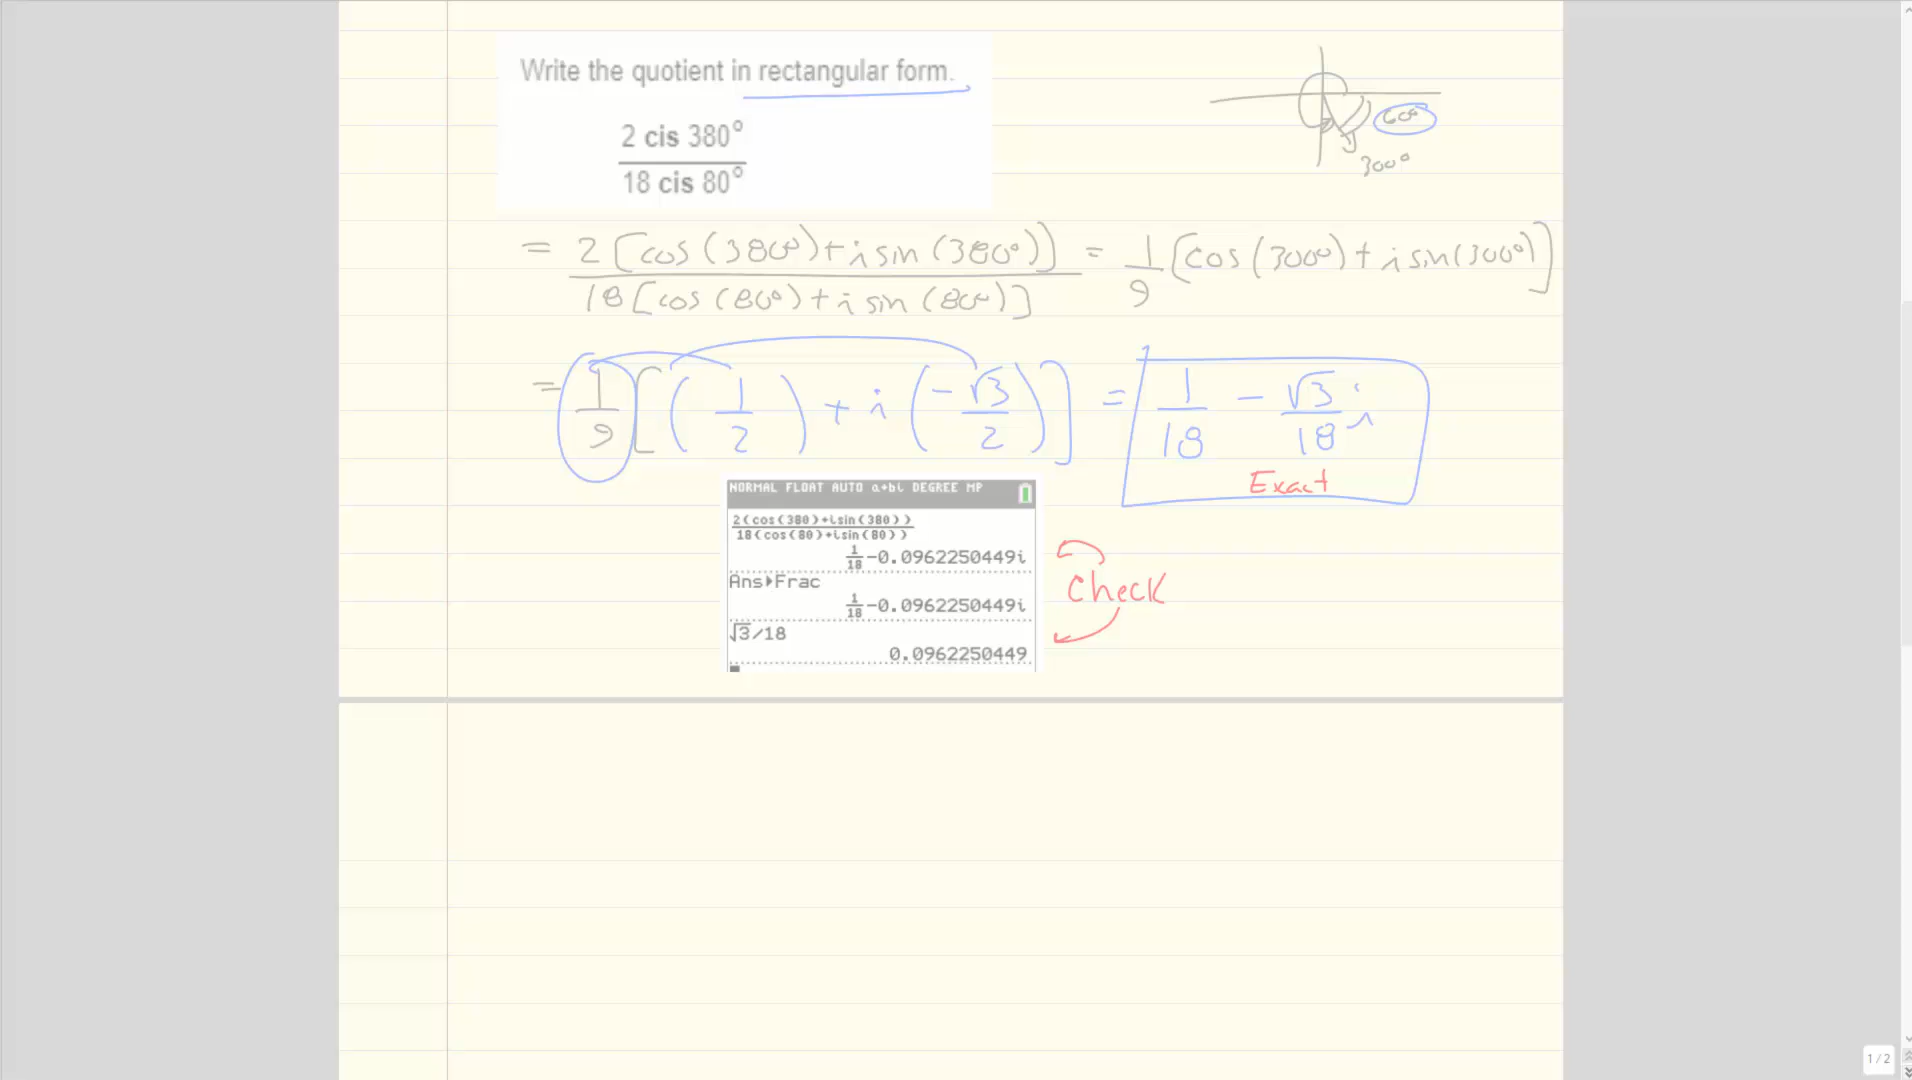 Write the quotient in rectangular form.
2 cis 380°
18 cis 80°
60°
300°
= 2[cos(380°)+i sin(380°)] = 1/9 [cos(300°)+i sin(300°)]
18[cos(80°)+i sin(80°)]
= 1/9 [(1/2) + i(-√3/2)] = 1/18 - √3/18 i
Exact
NORMAL FLOAT AUTO a+bi DEGREE MP
2(cos(380)+isin(380))
18(cos(80)+isin(80))
1/18-0.0962250449i
Ans▸Frac
1/18-0.0962250449i
√3/18
0.0962250449
Check
1 / 2